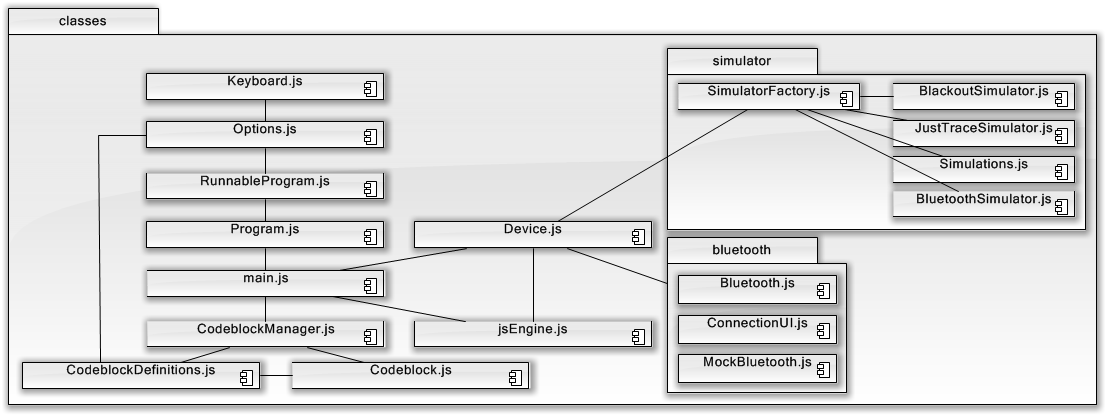 classes
simulator
Keyboard.js
SimulatorFactory.js
BlackoutSimulator.js
Options.js
JustTraceSimulator.js
Simulations.js
RunnableProgram.js
BluetoothSimulator.js
Program.js
Device.js
bluetooth
main.js
Bluetooth.js
CodeblockManager.js
jsEngine.js
ConnectionUI.js
CodeblockDefinitions.js
Codeblock.js
MockBluetooth.js